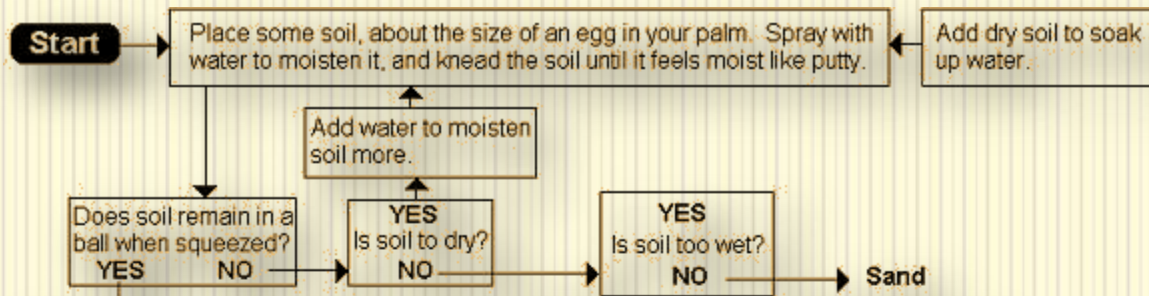 Start
Place some soil, about the size of an egg in your palm. Spray with
water to moisten it, and knead the soil until it feels moist like putty.
Add dry soil to soak
up water.
Add water to moisten
soil more.
Does soil remain in a
ball when squeezed?
YES NO
YES
Is soil to dry?
NO
YES
Is soil too wet?
NO
Sand